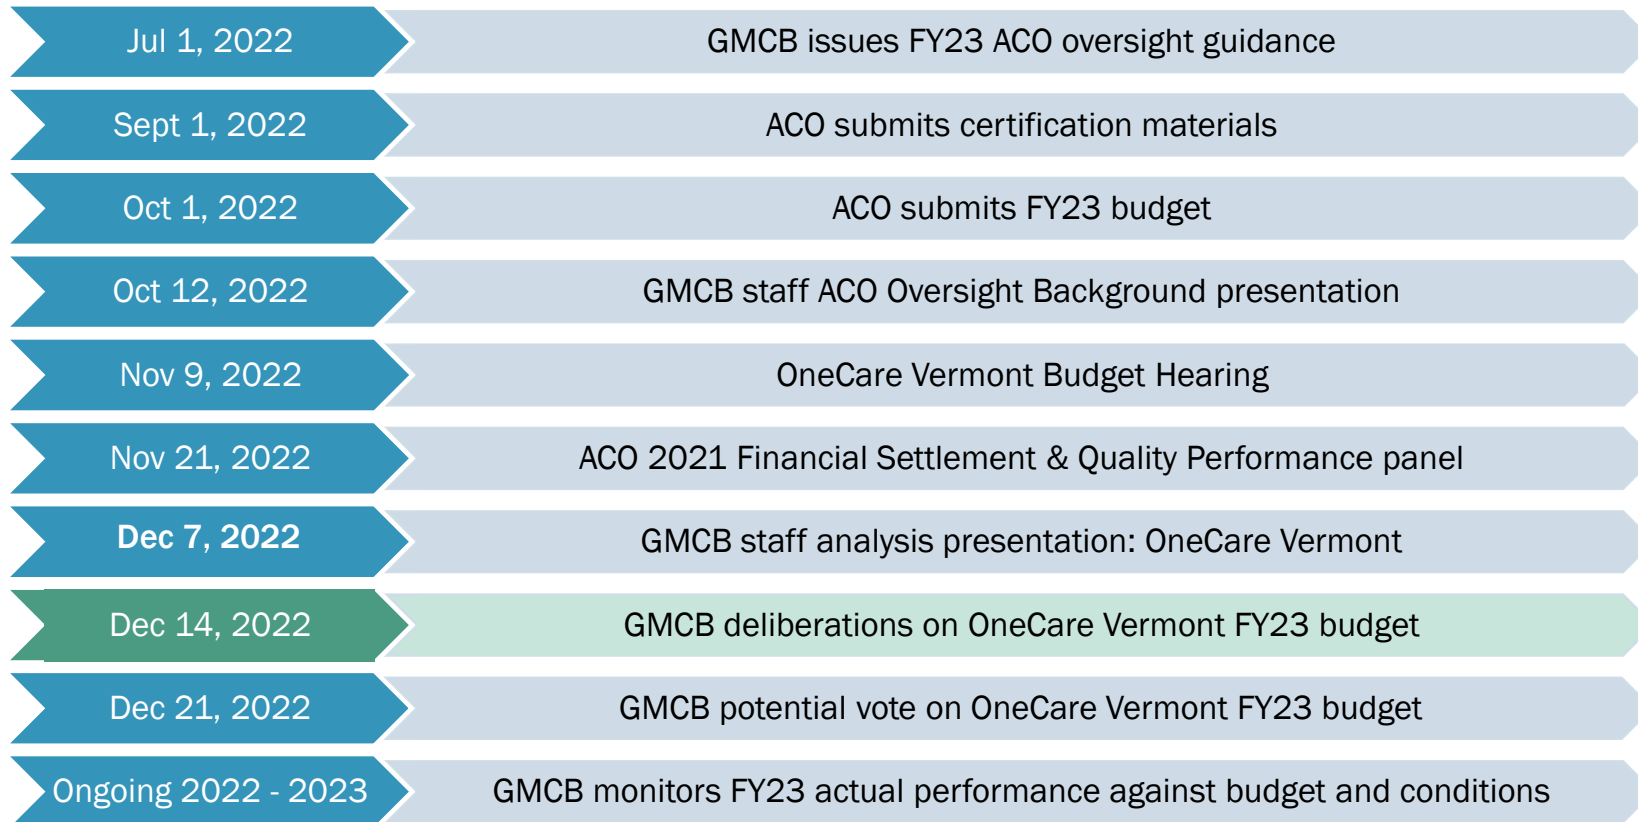 Jul 1, 2022
GMCB issues FY23 ACO oversight guidance
Sept 1, 2022
ACO submits certification materials
Oct 1, 2022
ACO submits FY23 budget
Oct 12, 2022
GMCB staff ACO Oversight Background presentation
Nov 9, 2022
OneCare Vermont Budget Hearing
Nov 21, 2022
ACO 2021 Financial Settlement & Quality Performance panel
Dec 7, 2022
GMCB staff analysis presentation: OneCare Vermont
Dec 14, 2022
GMCB deliberations on OneCare Vermont FY23 budget
Dec 21, 2022
GMCB potential vote on OneCare Vermont FY23 budget
Ongoing 2022 - 2023
GMCB monitors FY23 actual performance against budget and conditions